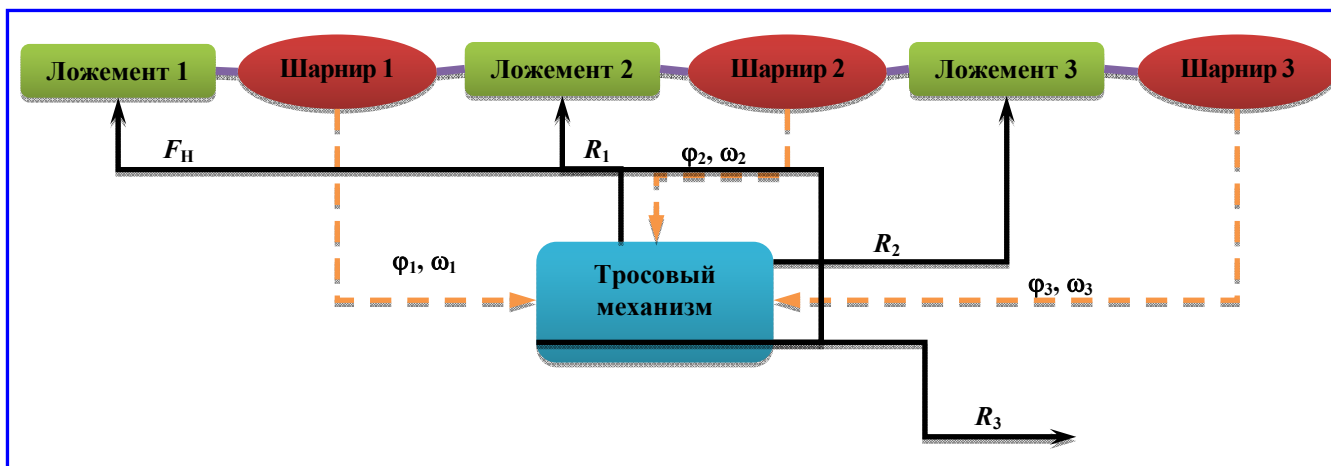 Ложемент 1
Шарнир 1
Ложемент 2
Шарнир 2
Ложемент 3
Шарнир 3
Fн
R1
φ2, ω2
φ1, ω1
Тросовый
механизм
R2
φ3, ω3
R3